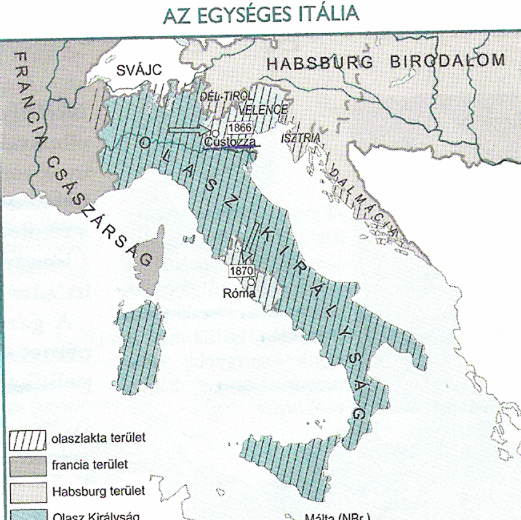 AZ EGYSÉGES ITÁLIA
FRANCIA CSÁSZÁRSÁG
SVÁJC
HABSBURG BIRODALOM
DÉL-TIROL
VELENCE
1866
Custozza
ISZTRIA
DALMÁCIA
OLASZ KIRÁLYSÁG
1870
Róma
olaszlakta terület
francia terület
Habsburg terület
Olasz Királyság
Málta (NBr.)